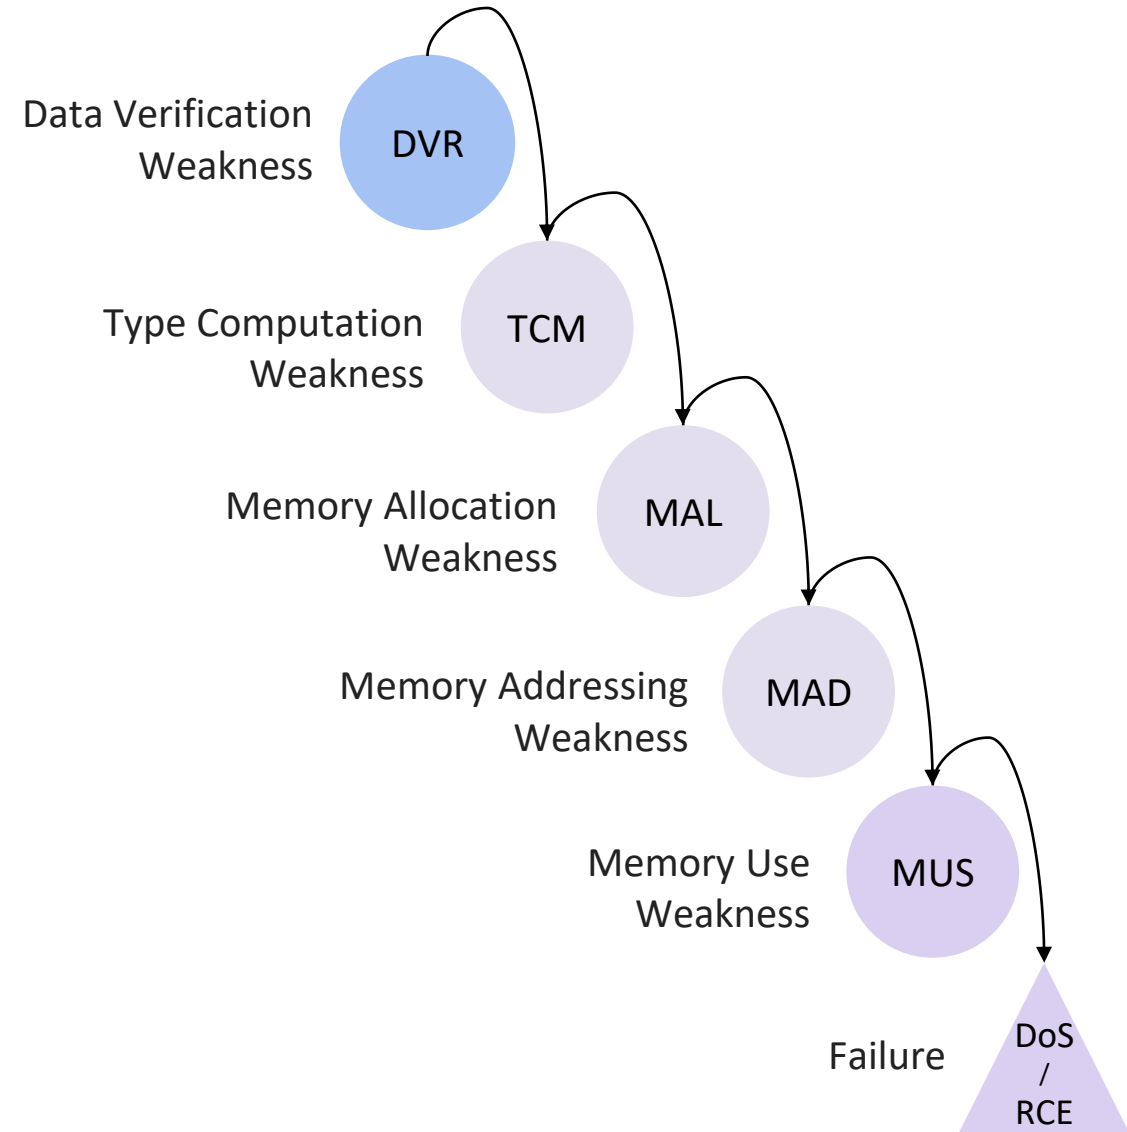 Data Verification
Weakness
DVR
Type Computation
Weakness
TCM
Memory Allocation
Weakness
MAL
Memory Addressing
Weakness
MAD
Memory Use
Weakness
MUS
Failure
DoS
/
RCE